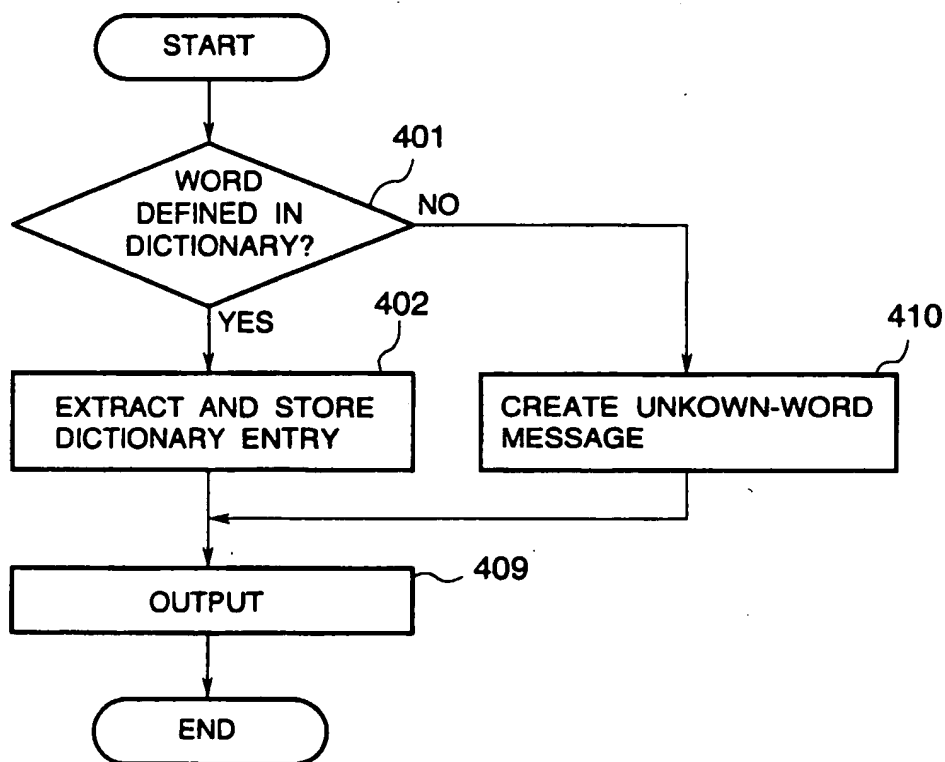 START
401
WORD
DEFINED IN
DICTIONARY?
NO
YES
402
EXTRACT AND STORE
DICTIONARY ENTRY
410
CREATE UNKOWN-WORD
MESSAGE
409
OUTPUT
END